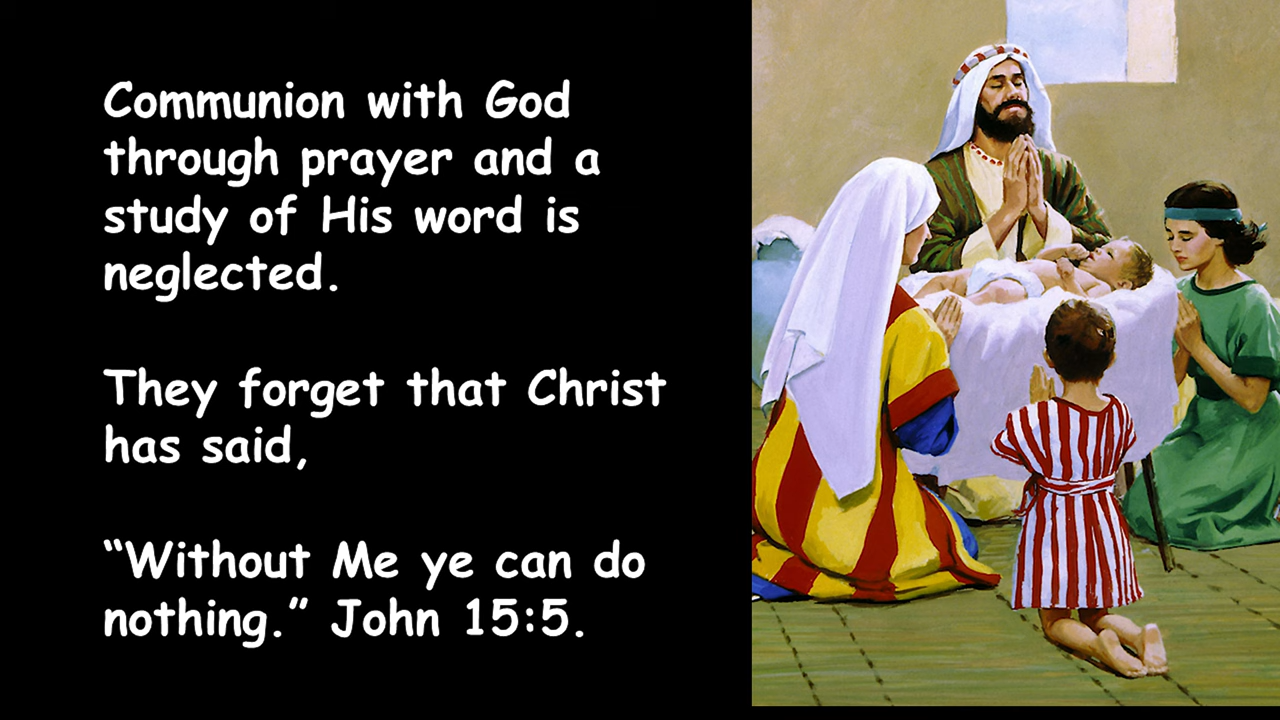 Communion with God
through prayer and a
study of His word is
neglected.
They forget that Christ
has said,
“Without Me ye can do
nothing.” John 15:5.